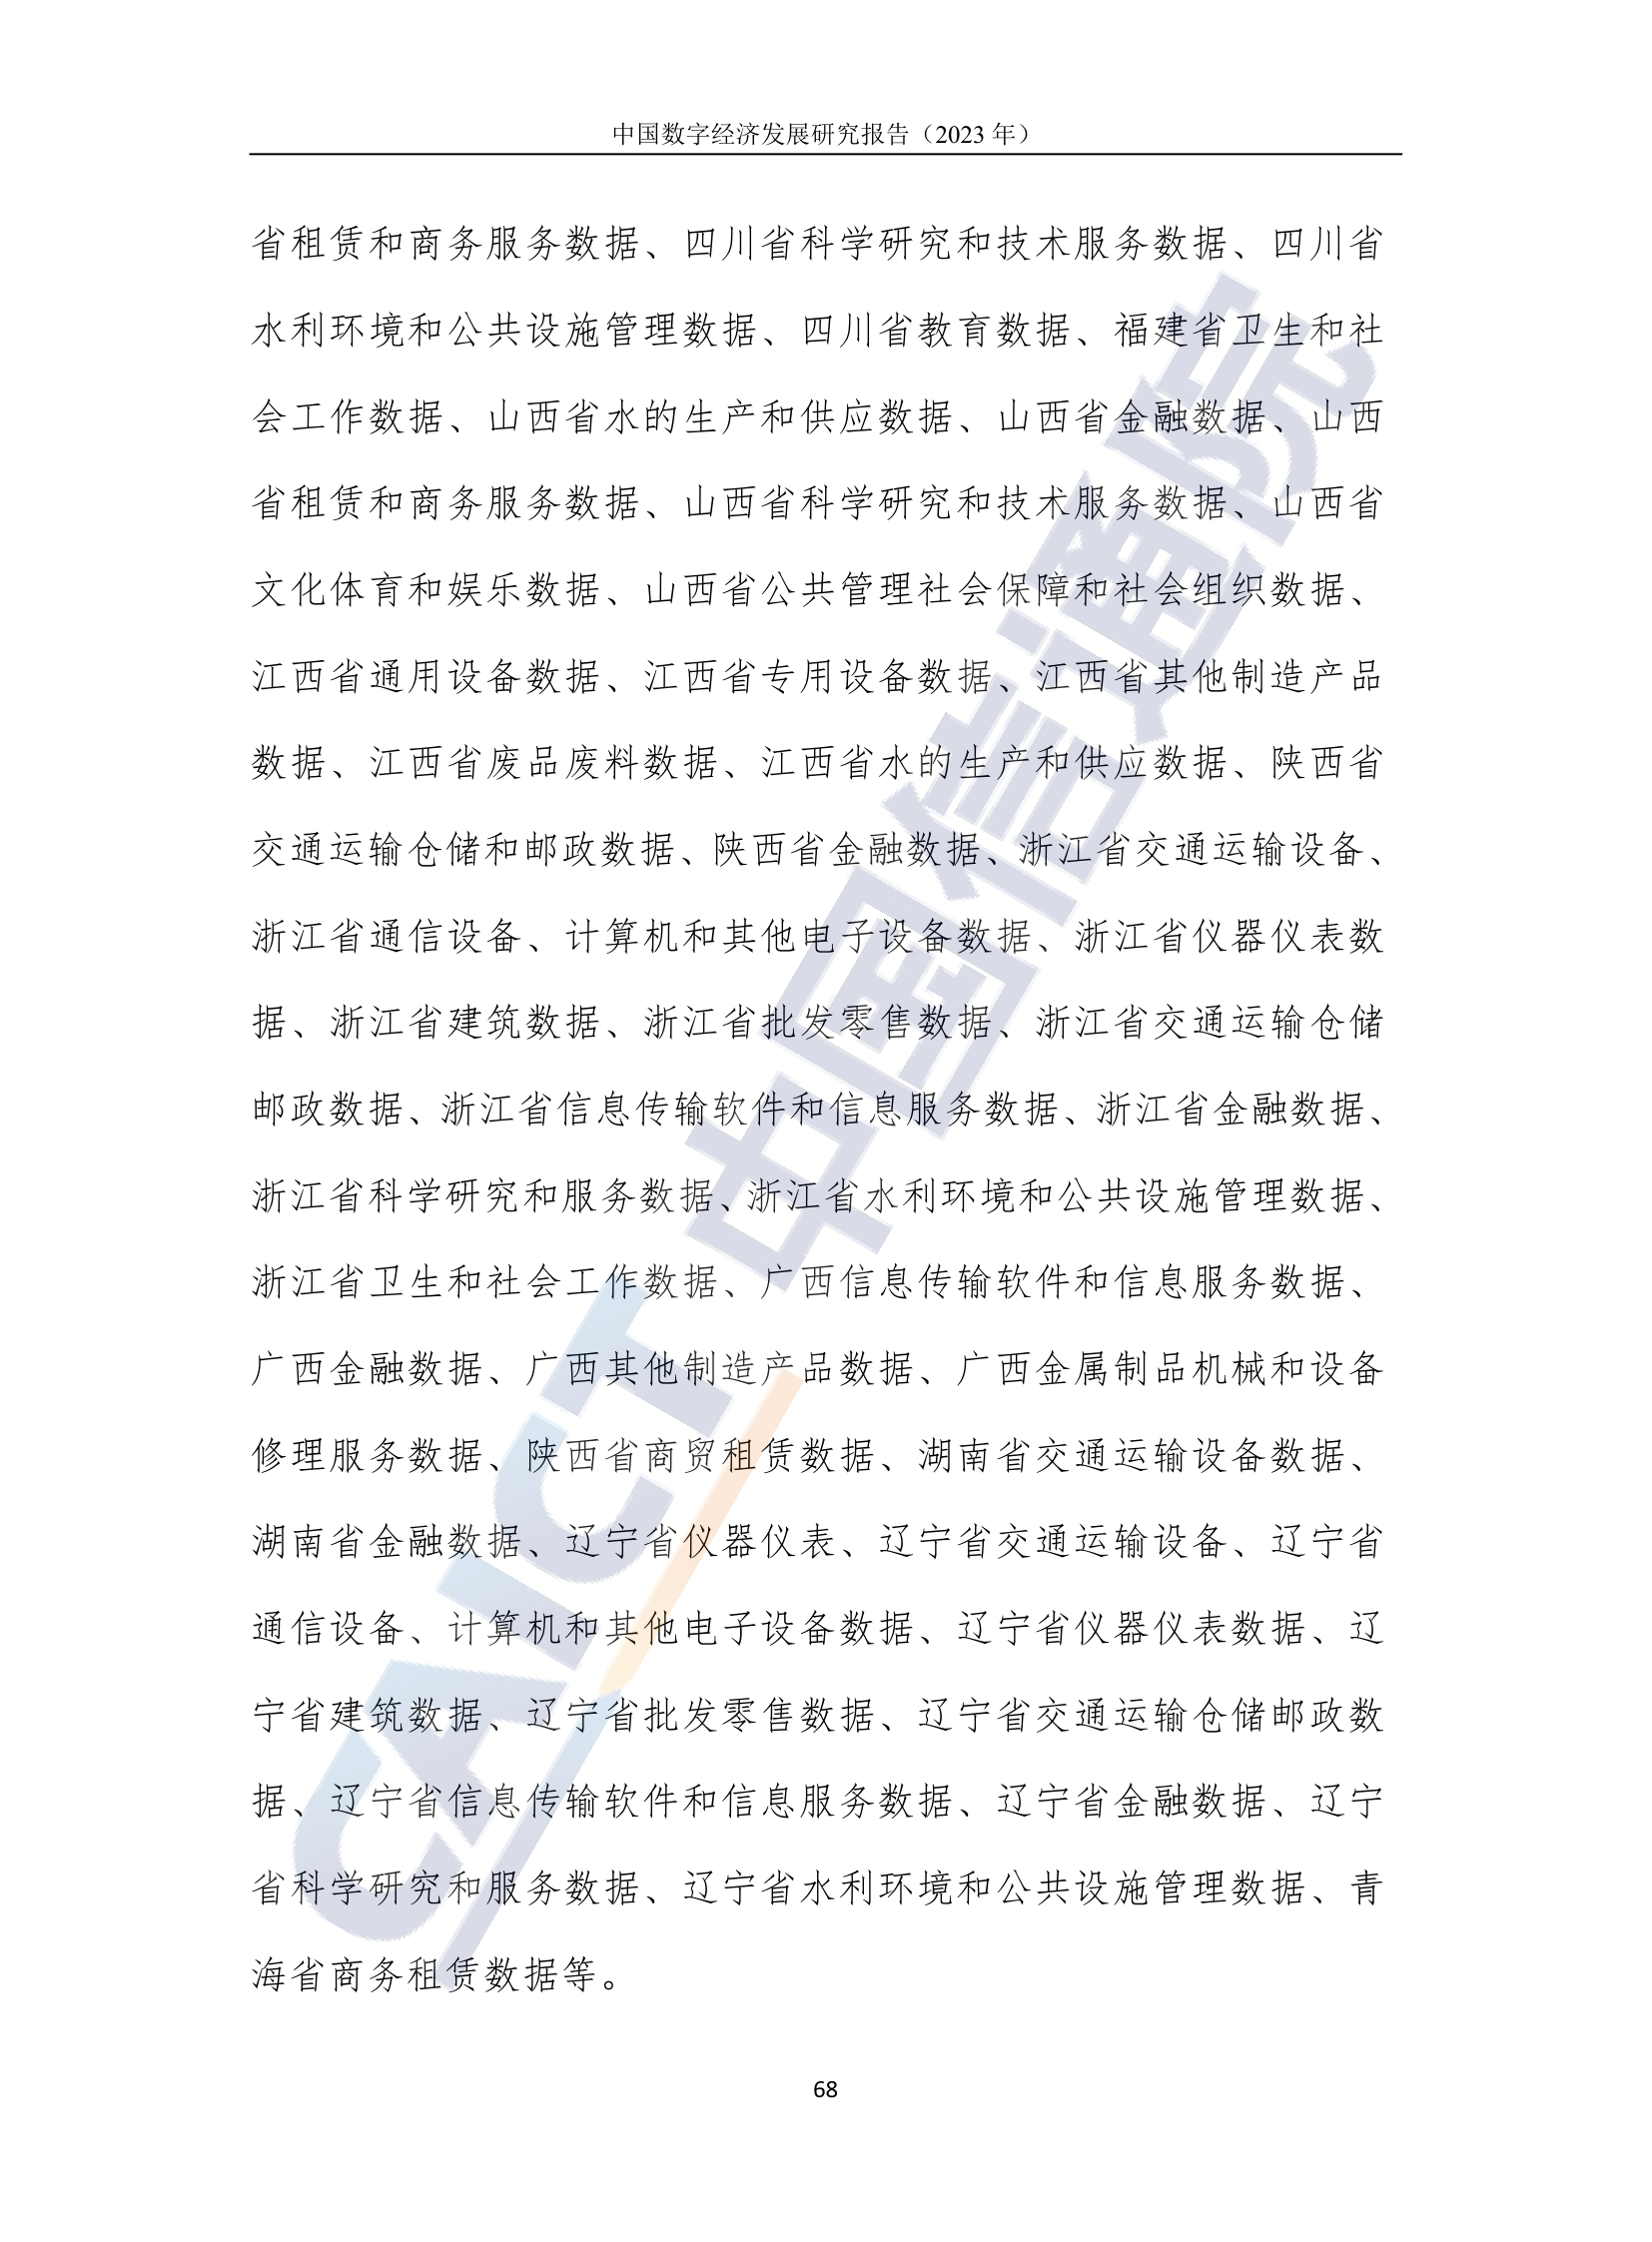 中国数字经济发展研究报告（2023 年）
省租赁和商务服务数据、四川省科学研究和技术服务数据、四川省
水利环境和公共设施管理数据、四川省教育数据、福建省卫生和社
会工作数据、山西省水的生产和供应数据、山西省金融数据、山西
省租赁和商务服务数据、山西省科学研究和技术服务数据、山西省
文化体育和娱乐数据、山西省公共管理社会保障和社会组织数据、
江西省通用设备数据、江西省专用设备数据、江西省其他制造产品
数据、江西省废品废料数据、江西省水的生产和供应数据、陕西省
交通运输仓储和邮政数据、陕西省金融数据、浙江省交通运输设备、
浙江省通信设备、计算机和其他电子设备数据、浙江省仪器仪表数
据、浙江省建筑数据、浙江省批发零售数据、浙江省交通运输仓储
邮政数据、浙江省信息传输软件和信息服务数据、浙江省金融数据、
浙江省科学研究和服务数据、浙江省水利环境和公共设施管理数据、
浙江省卫生和社会工作数据、广西信息传输软件和信息服务数据、
广西金融数据、广西其他制造产品数据、广西金属制品机械和设备
修理服务数据、陕西省商贸租赁数据、湖南省交通运输设备数据、
湖南省金融数据、辽宁省仪器仪表、辽宁省交通运输设备、辽宁省
通信设备、计算机和其他电子设备数据、辽宁省仪器仪表数据、辽
宁省建筑数据、辽宁省批发零售数据、辽宁省交通运输仓储邮政数
据、辽宁省信息传输软件和信息服务数据、辽宁省金融数据、辽宁
省科学研究和服务数据、辽宁省水利环境和公共设施管理数据、青
海省商务租赁数据等。
CAICT 中国信通院
68